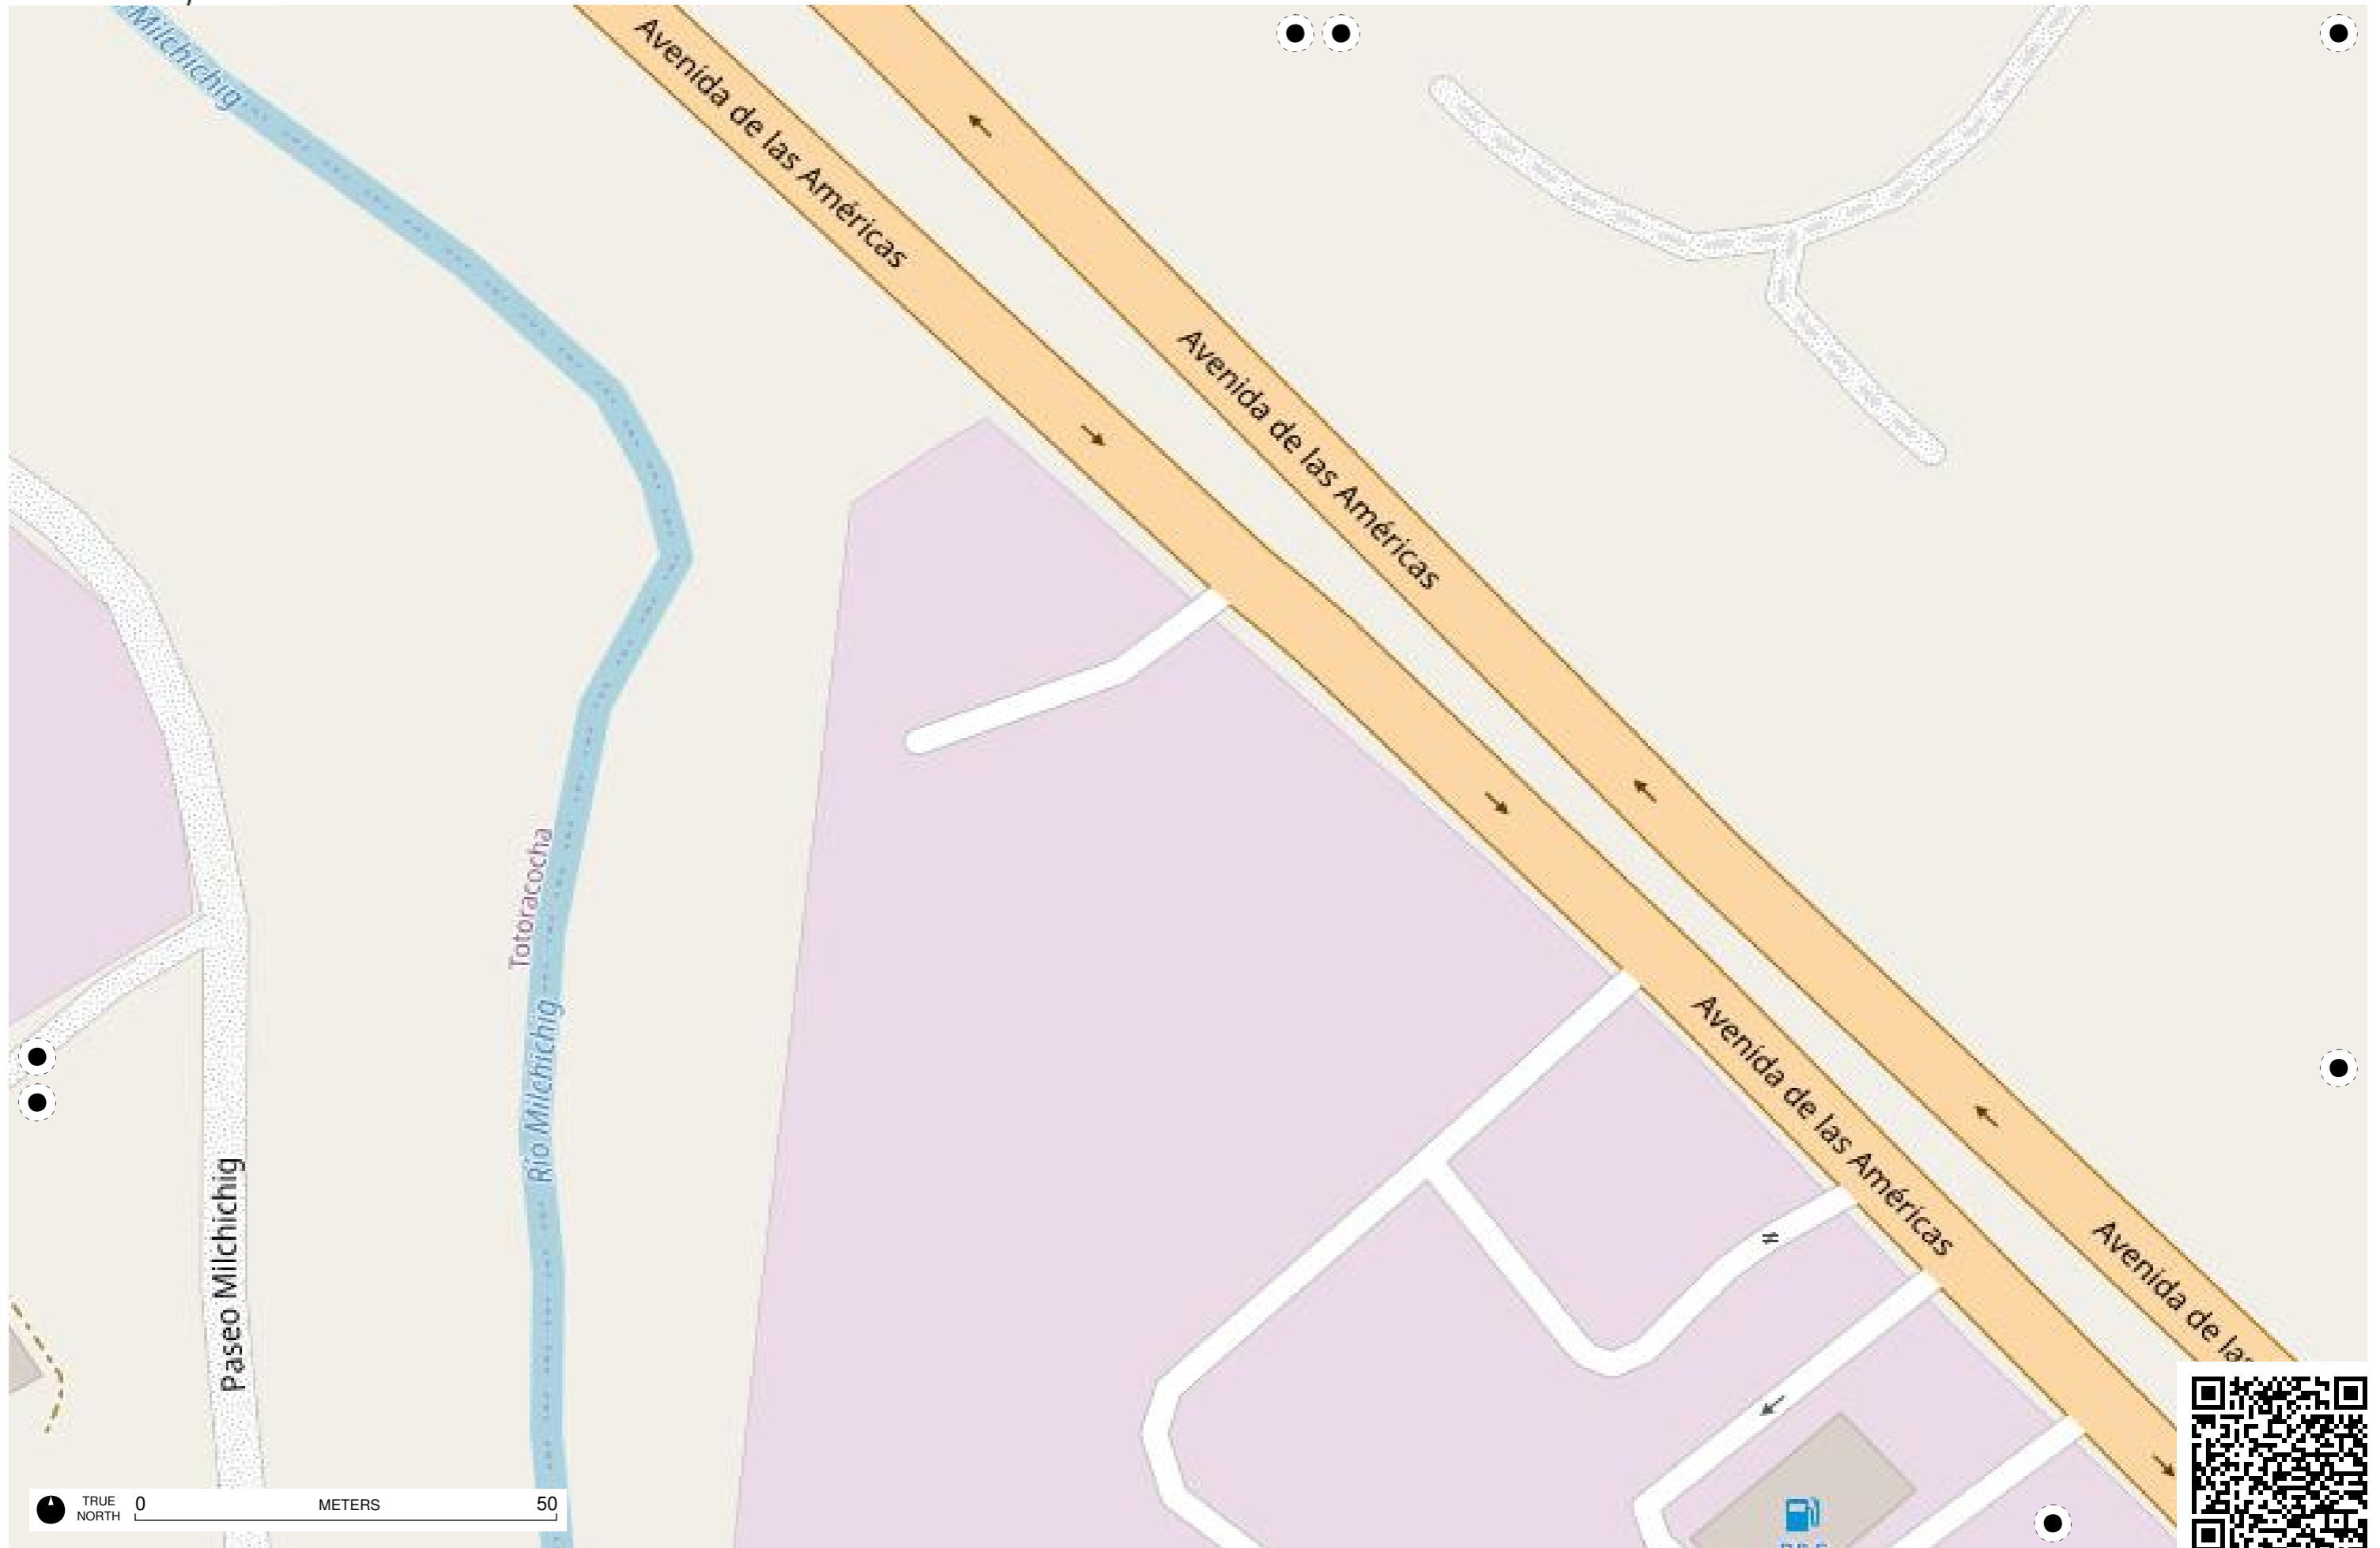 Milchichig
Avenida de las Américas
Avenida de las Américas
Totoracocha
Río Milchichig
Avenida de las Américas
Paseo Milchichig
Avenida de las
TRUE NORTH
0 METERS 50